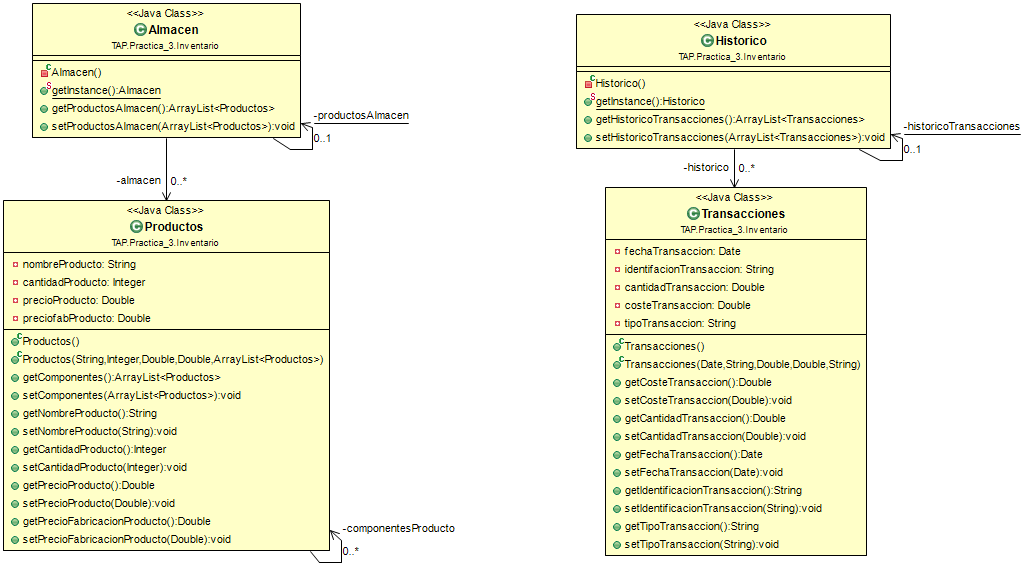 <<Java Class>>
Almacen
TAP.Practica_3.Inventario
Almacen()
getInstance():Almacen
getProductosAlmacen():ArrayList<Productos>
setProductosAlmacen(ArrayList<Productos>):void
-productosAlmacen
0..1
-almacen
0..*
<<Java Class>>
Productos
TAP.Practica_3.Inventario
nombreProducto: String
cantidadProducto: Integer
precioProducto: Double
preciofabProducto: Double
Productos()
Productos(String,Integer,Double,Double,ArrayList<Productos>)
getComponentes():ArrayList<Productos>
setComponentes(ArrayList<Productos>):void
getNombreProducto():String
setNombreProducto(String):void
getCantidadProducto():Integer
setCantidadProducto(Integer):void
getPrecioProducto():Double
setPrecioProducto(Double):void
getPrecioFabricacionProducto():Double
setPrecioFabricacionProducto(Double):void
-componentesProducto
0..*
<<Java Class>>
Historico
TAP.Practica_3.Inventario
Historico()
getInstance():Historico
getHistoricoTransacciones():ArrayList<Transacciones>
setHistoricoTransacciones(ArrayList<Transacciones>):void
-historicoTransacciones
0..1
-historico
0..*
<<Java Class>>
Transacciones
TAP.Practica_3.Inventario
fechaTransaccion: Date
identifacionTransaccion: String
cantidadTransaccion: Double
costeTransaccion: Double
tipoTransaccion: String
Transacciones()
Transacciones(Date,String,Double,Double,String)
getCosteTransaccion():Double
setCosteTransaccion(Double):void
getCantidadTransaccion():Double
setCantidadTransaccion(Double):void
getFechaTransaccion():Date
setFechaTransaccion(Date):void
getIdentificacionTransaccion():String
setIdentificacionTransaccion(String):void
getTipoTransaccion():String
setTipoTransaccion(String):void